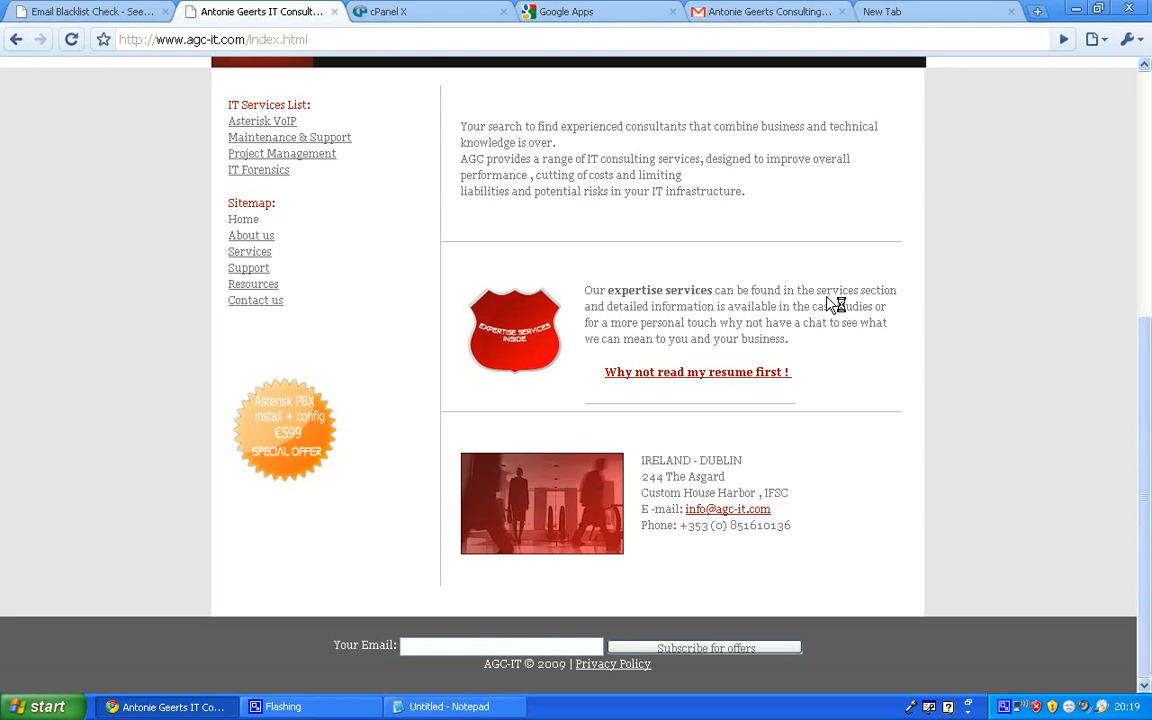 Email Blacklist Check - See...
Antonie Geerts IT Consult...
cPanel X
Google Apps
Antonie Geerts Consulting...
New Tab
http://www.agc-it.com/index.html
IT Services List:
Asterisk VoIP
Maintenance & Support
Project Management
IT Forensics
Sitemap:
Home
About us
Services
Support
Resources
Contact us
Asterisk PBX
install + config
€599
SPECIAL OFFER
Your search to find experienced consultants that combine business and technical
knowledge is over.
AGC provides a range of IT consulting services, designed to improve overall
performance , cutting of costs and limiting
liabilities and potential risks in your IT infrastructure.
EXPERTISE SERVICES
INSIDE
Our expertise services can be found in the services section
and detailed information is available in the case studies or
for a more personal touch why not have a chat to see what
we can mean to you and your business.
Why not read my resume first !
IRELAND - DUBLIN
244 The Asgard
Custom House Harbor , IFSC
E -mail: info@agc-it.com
Phone: +353 (0) 851610136
Your Email:
Subscribe for offers
AGC-IT © 2009 | Privacy Policy
start
Antonie Geerts IT Co...
Flashing
Untitled - Notepad
20:19